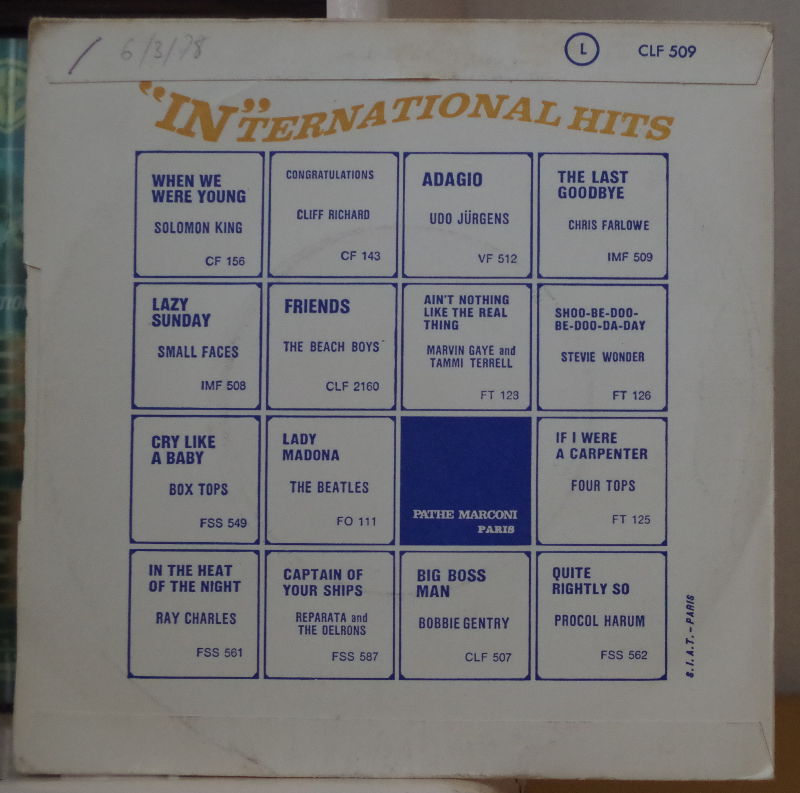 6/3/78
L
CLF 509
"IN"TERNATIONAL HITS
WHEN WE
WERE YOUNG
SOLOMON KING
CF 156
CONGRATULATIONS
CLIFF RICHARD
CF 143
ADAGIO
UDO JÜRGENS
VF 512
THE LAST
GOODBYE
CHRIS FARLOWE
IMF 509
LAZY
SUNDAY
SMALL FACES
IMF 508
FRIENDS
THE BEACH BOYS
CLF 2160
AIN'T NOTHING
LIKE THE REAL
THING
MARVIN GAYE and
TAMMI TERRELL
FT 123
SHOO-BE-DOO-
BE-DOO-DA-DAY
STEVIE WONDER
FT 126
CRY LIKE
A BABY
BOX TOPS
FSS 549
LADY
MADONA
THE BEATLES
FO 111
PATHE MARCONI
PARIS
IF I WERE
A CARPENTER
FOUR TOPS
FT 125
IN THE HEAT
OF THE NIGHT
RAY CHARLES
FSS 561
CAPTAIN OF
YOUR SHIPS
REPARATA and
THE DELRONS
FSS 587
BIG BOSS
MAN
BOBBIE GENTRY
CLF 507
QUITE
RIGHTLY SO
PROCOL HARUM
FSS 562
S.I.A.T. - PARIS